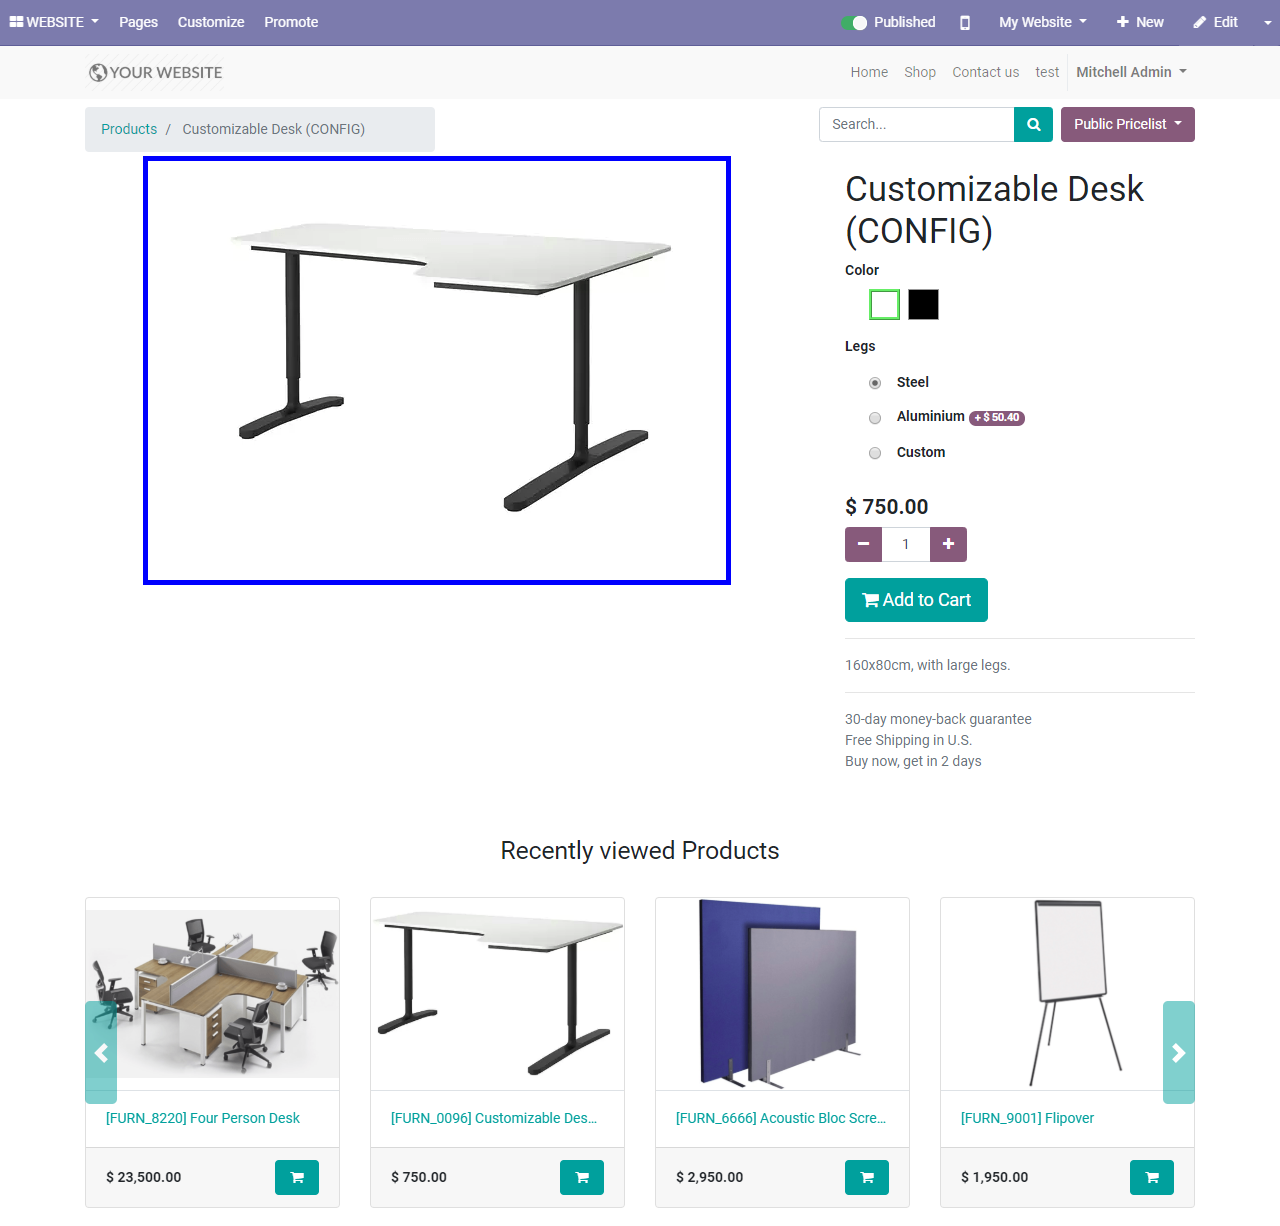 WEBSITE Pages Customize Promote Published My Website New Edit
YOUR WEBSITE Home Shop Contact us test Mitchell Admin
Products / Customizable Desk (CONFIG) Search... Public Pricelist
Customizable Desk
(CONFIG)
Color
Legs
Steel
Aluminium + $ 50.40
Custom
$ 750.00
1
Add to Cart
160x80cm, with large legs.
30-day money-back guarantee
Free Shipping in U.S.
Buy now, get in 2 days
Recently viewed Products
[FURN_8220] Four Person Desk [FURN_0096] Customizable Des... [FURN_6666] Acoustic Bloc Scre... [FURN_9001] Flipover
$ 23,500.00 $ 750.00 $ 2,950.00 $ 1,950.00